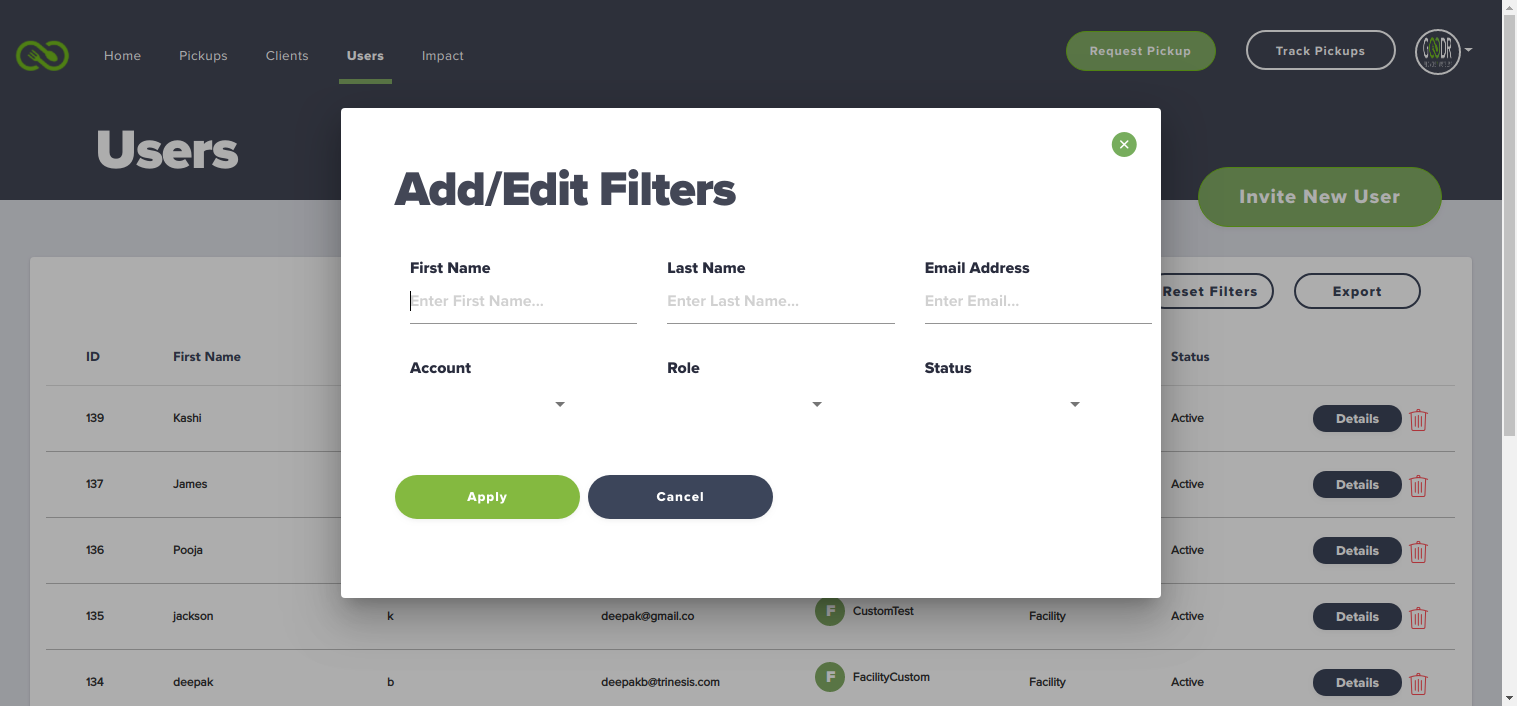 Home Pickups Clients Users Impact Request Pickup Track Pickups GOODR
Users
Add/Edit Filters
Invite New User
First Name Last Name Email Address
Enter First Name... Enter Last Name... Enter Email...
Reset Filters Export
ID First Name Status
Account Role Status
139 Kashi Active Details
137 James Active Details
Apply Cancel
136 Pooja Active Details
135 jackson k deepak@gmail.co F CustomTest Facility Active Details
134 deepak b deepakb@trinesis.com F FacilityCustom Facility Active Details